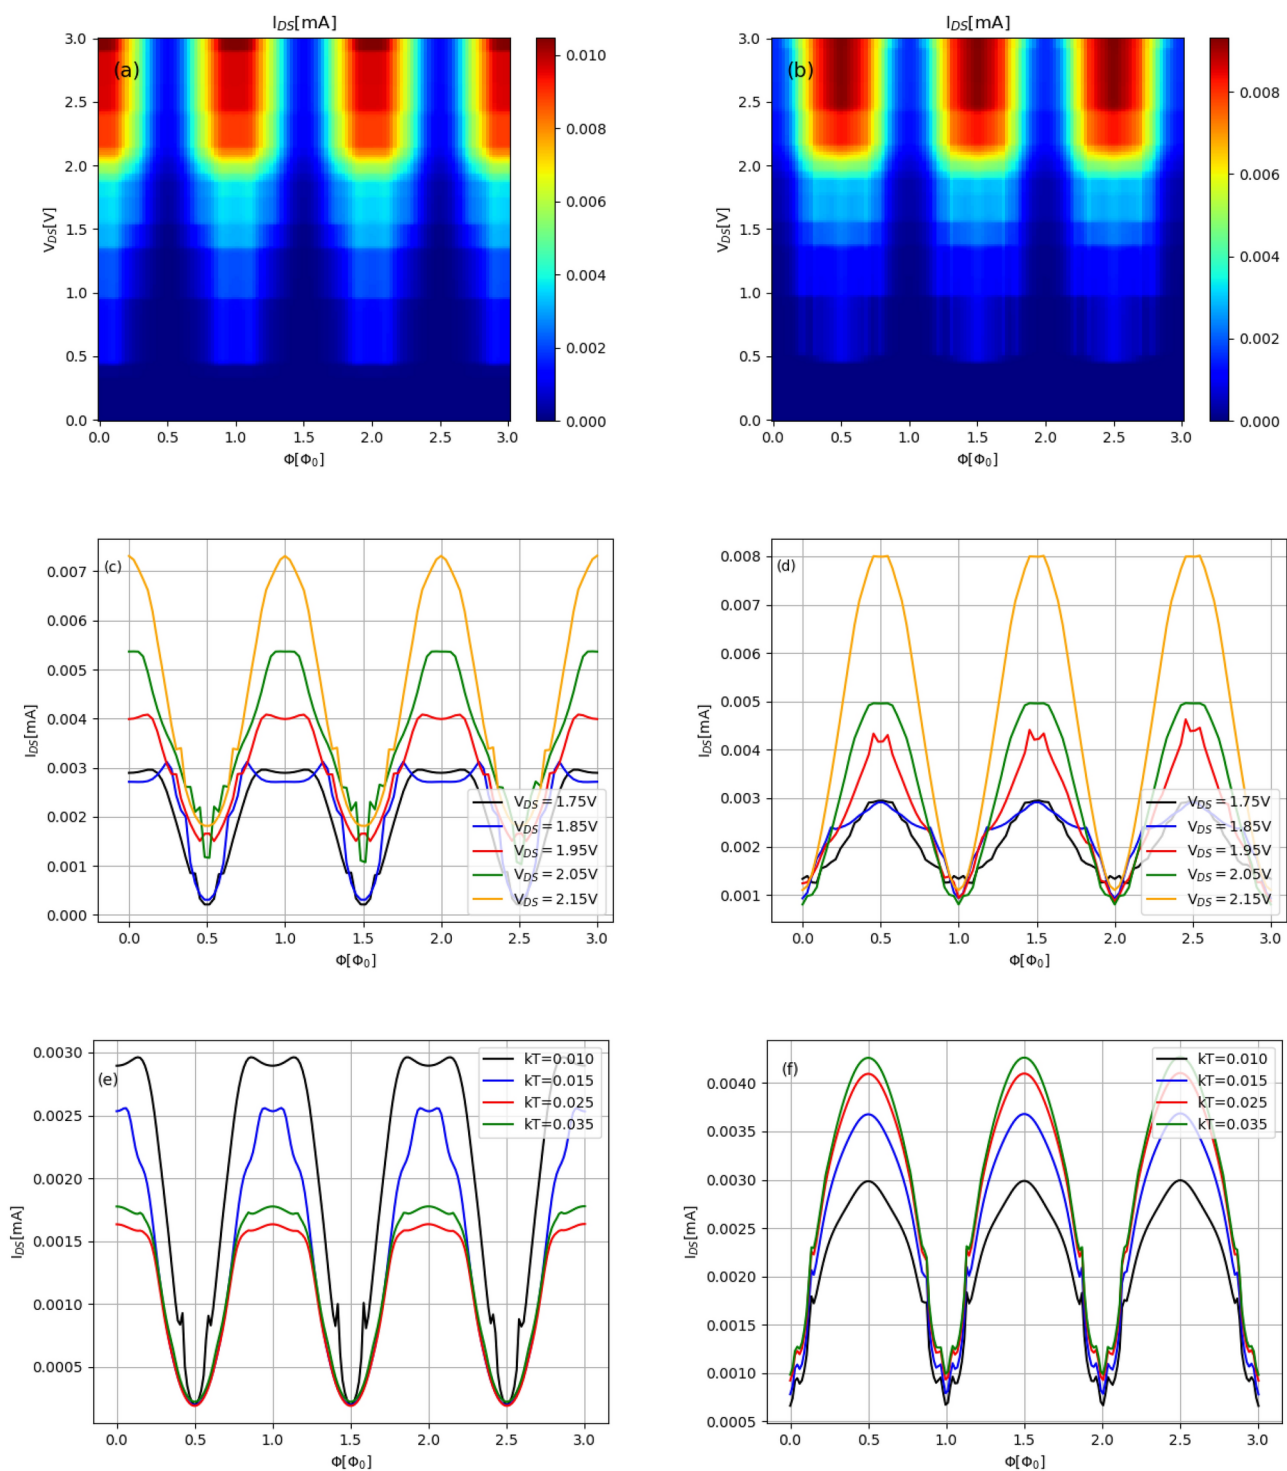 I_DS[mA]
(a)
3.0
2.5
2.0
1.5
1.0
0.5
0.0
V_DS[V]
0.0 0.5 1.0 1.5 2.0 2.5 3.0
Φ[Φ_0]
0.010
0.008
0.006
0.004
0.002
0.000
I_DS[mA]
(b)
3.0
2.5
2.0
1.5
1.0
0.5
0.0
V_DS[V]
0.0 0.5 1.0 1.5 2.0 2.5 3.0
Φ[Φ_0]
0.008
0.006
0.004
0.002
0.000
(c)
0.007
0.006
0.005
0.004
0.003
0.002
0.001
0.000
I_DS[mA]
V_DS = 1.75V
V_DS = 1.85V
V_DS = 1.95V
V_DS = 2.05V
V_DS = 2.15V
0.0 0.5 1.0 1.5 2.0 2.5 3.0
Φ[Φ_0]
(d)
0.008
0.007
0.006
0.005
0.004
0.003
0.002
0.001
I_DS[mA]
V_DS = 1.75V
V_DS = 1.85V
V_DS = 1.95V
V_DS = 2.05V
V_DS = 2.15V
0.0 0.5 1.0 1.5 2.0 2.5 3.0
Φ[Φ_0]
(e)
0.0030
0.0025
0.0020
0.0015
0.0010
0.0005
I_DS[mA]
kT=0.010
kT=0.015
kT=0.025
kT=0.035
0.0 0.5 1.0 1.5 2.0 2.5 3.0
Φ[Φ_0]
(f)
0.0040
0.0035
0.0030
0.0025
0.0020
0.0015
0.0010
0.0005
I_DS[mA]
kT=0.010
kT=0.015
kT=0.025
kT=0.035
0.0 0.5 1.0 1.5 2.0 2.5 3.0
Φ[Φ_0]